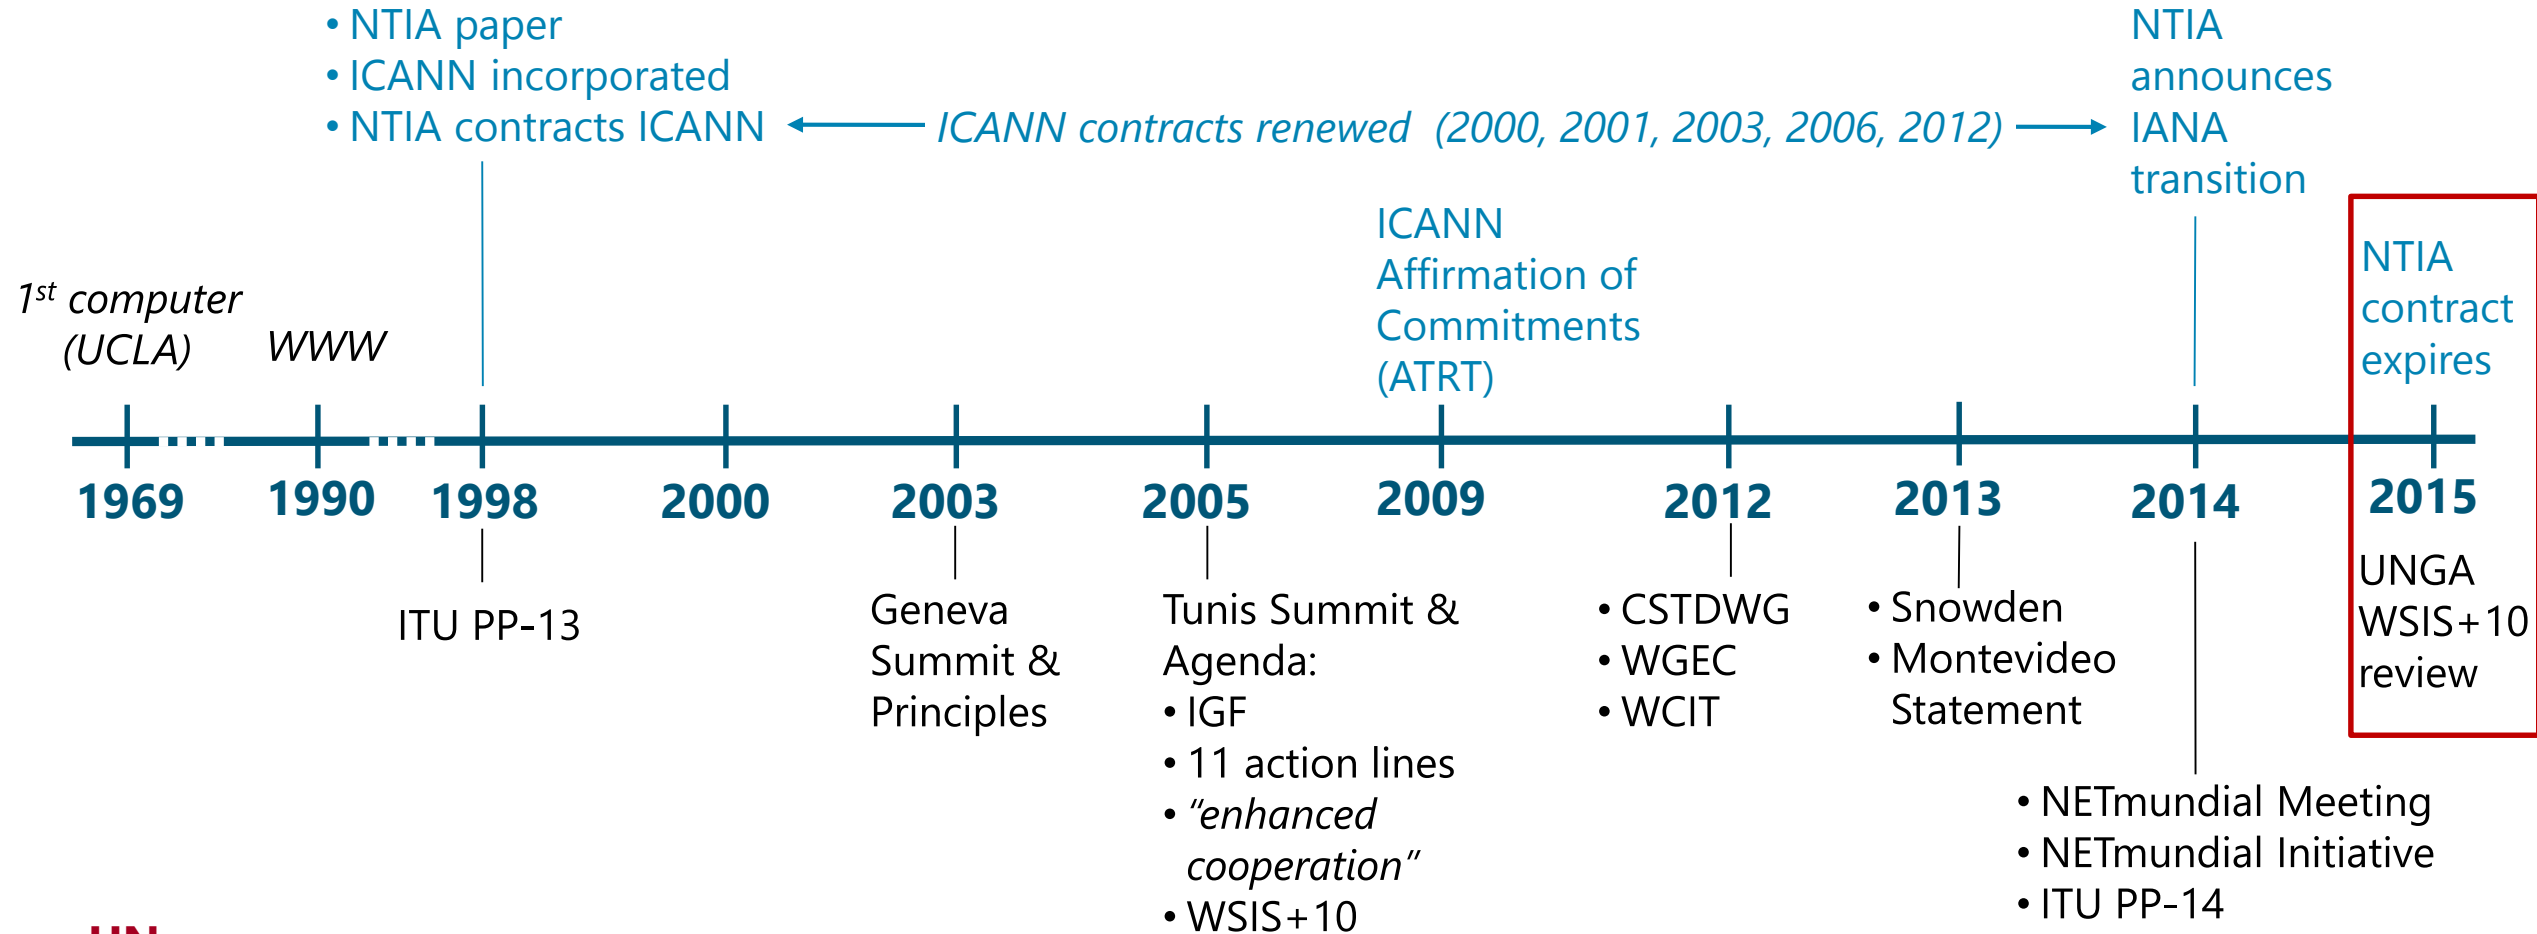 • NTIA paper
• ICANN incorporated
• NTIA contracts ICANN
ICANN contracts renewed (2000, 2001, 2003, 2006, 2012)
NTIA
announces
IANA
transition
ICANN
Affirmation of
Commitments
(ATRT)
NTIA
contract
expires
1st computer
(UCLA)
WWW
1969
1990
1998
2000
2003
2005
2009
2012
2013
2014
2015
ITU PP-13
Geneva
Summit &
Principles
Tunis Summit &
Agenda:
• IGF
• 11 action lines
• “enhanced
cooperation”
• WSIS+10
• CSTDWG
• WGEC
• WCIT
• Snowden
• Montevideo
Statement
• NETmundial Meeting
• NETmundial Initiative
• ITU PP-14
UNGA
WSIS+10
review